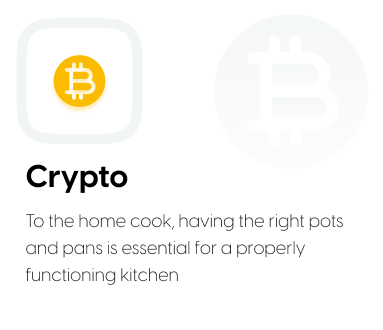 Crypto
To the home cook, having the right pots
and pans is essential for a properly
functioning kitchen